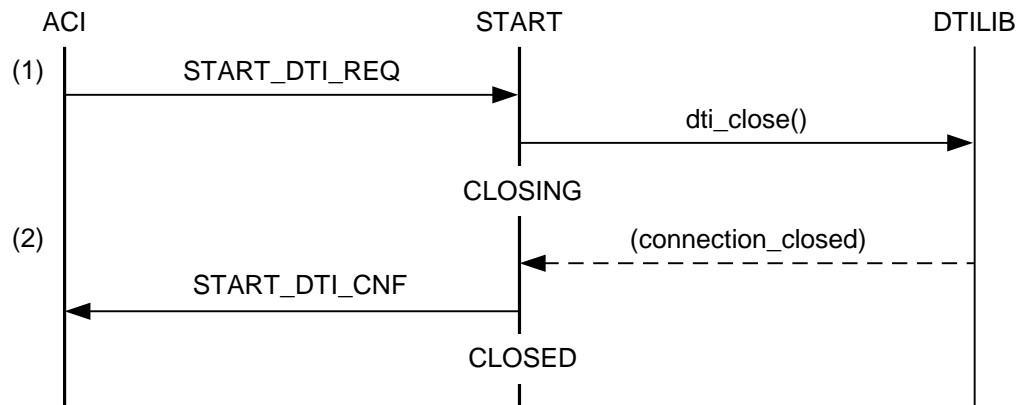 ACI START DTILIB
(1) START_DTI_REQ
dti_close()
CLOSING
(2) (connection_closed)
START_DTI_CNF
CLOSED